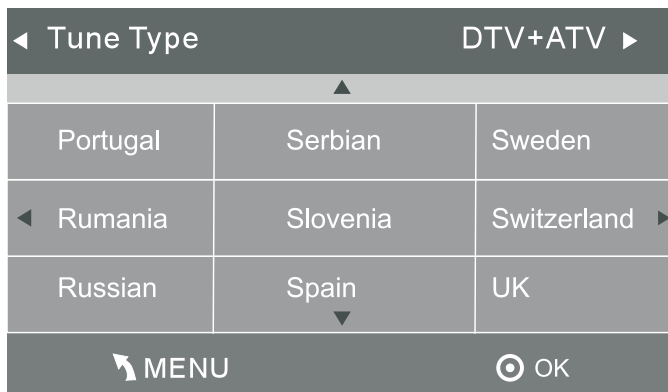 Tune Type DTV+ATV
Portugal Serbian Sweden
Rumania Slovenia Switzerland
Russian Spain UK
MENU OK